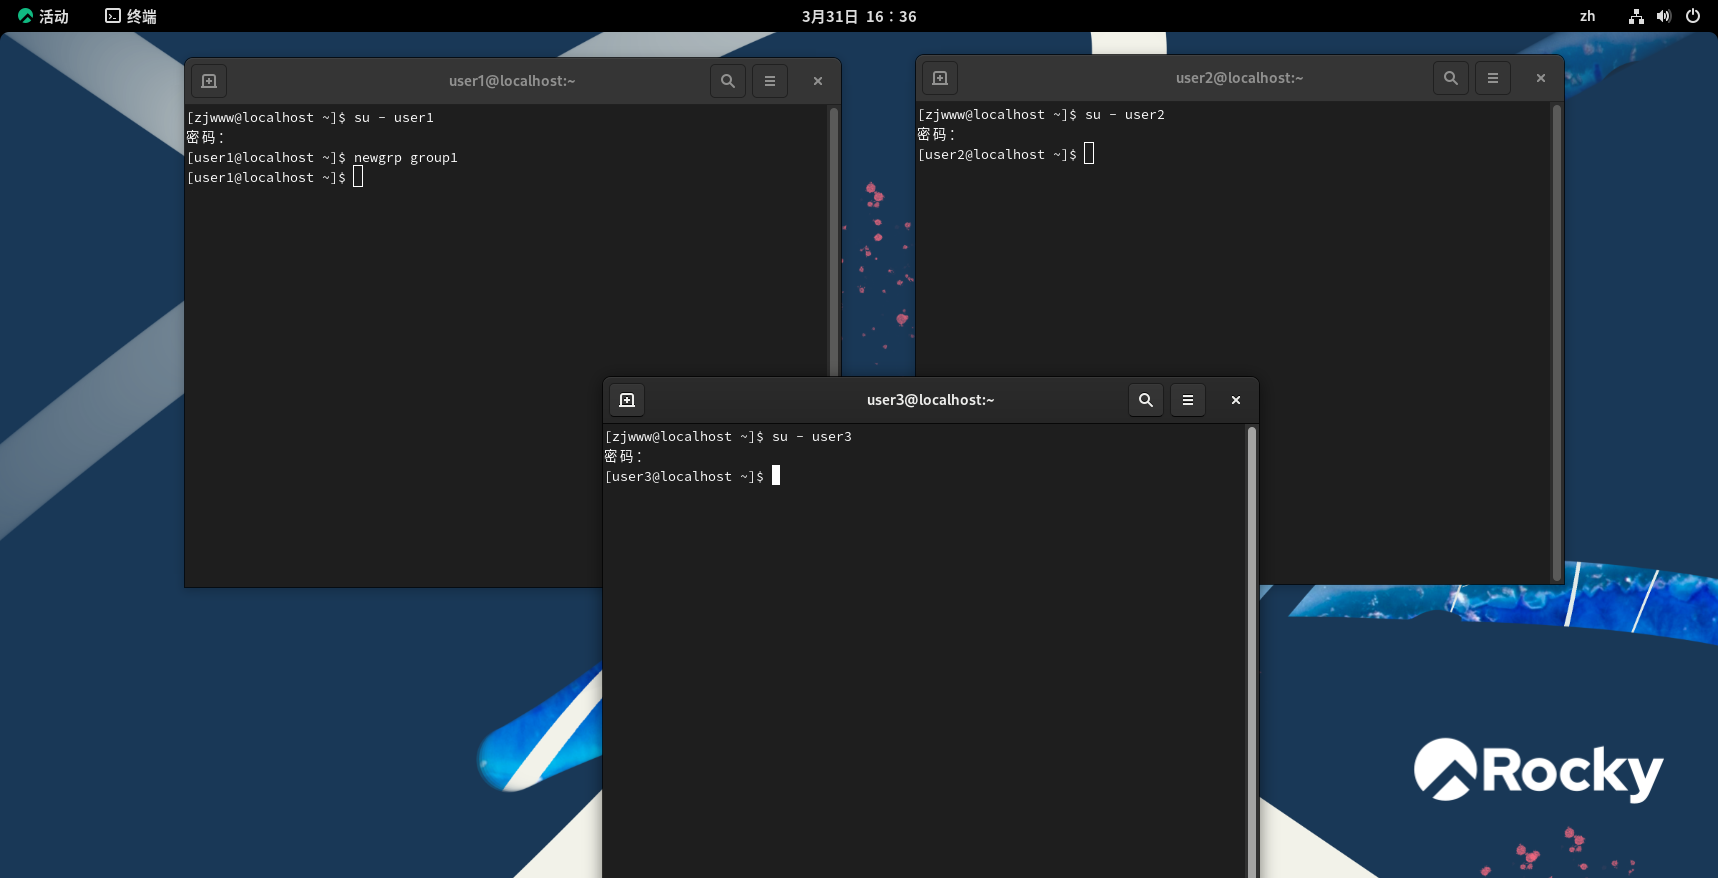 活动 终端 3月31日 16：36 zh
user1@localhost:~
[zjwww@localhost ~]$ su - user1
密码：
[user1@localhost ~]$ newgrp group1
[user1@localhost ~]$
user2@localhost:~
[zjwww@localhost ~]$ su - user2
密码：
[user2@localhost ~]$
user3@localhost:~
[zjwww@localhost ~]$ su - user3
密码：
[user3@localhost ~]$
Rocky